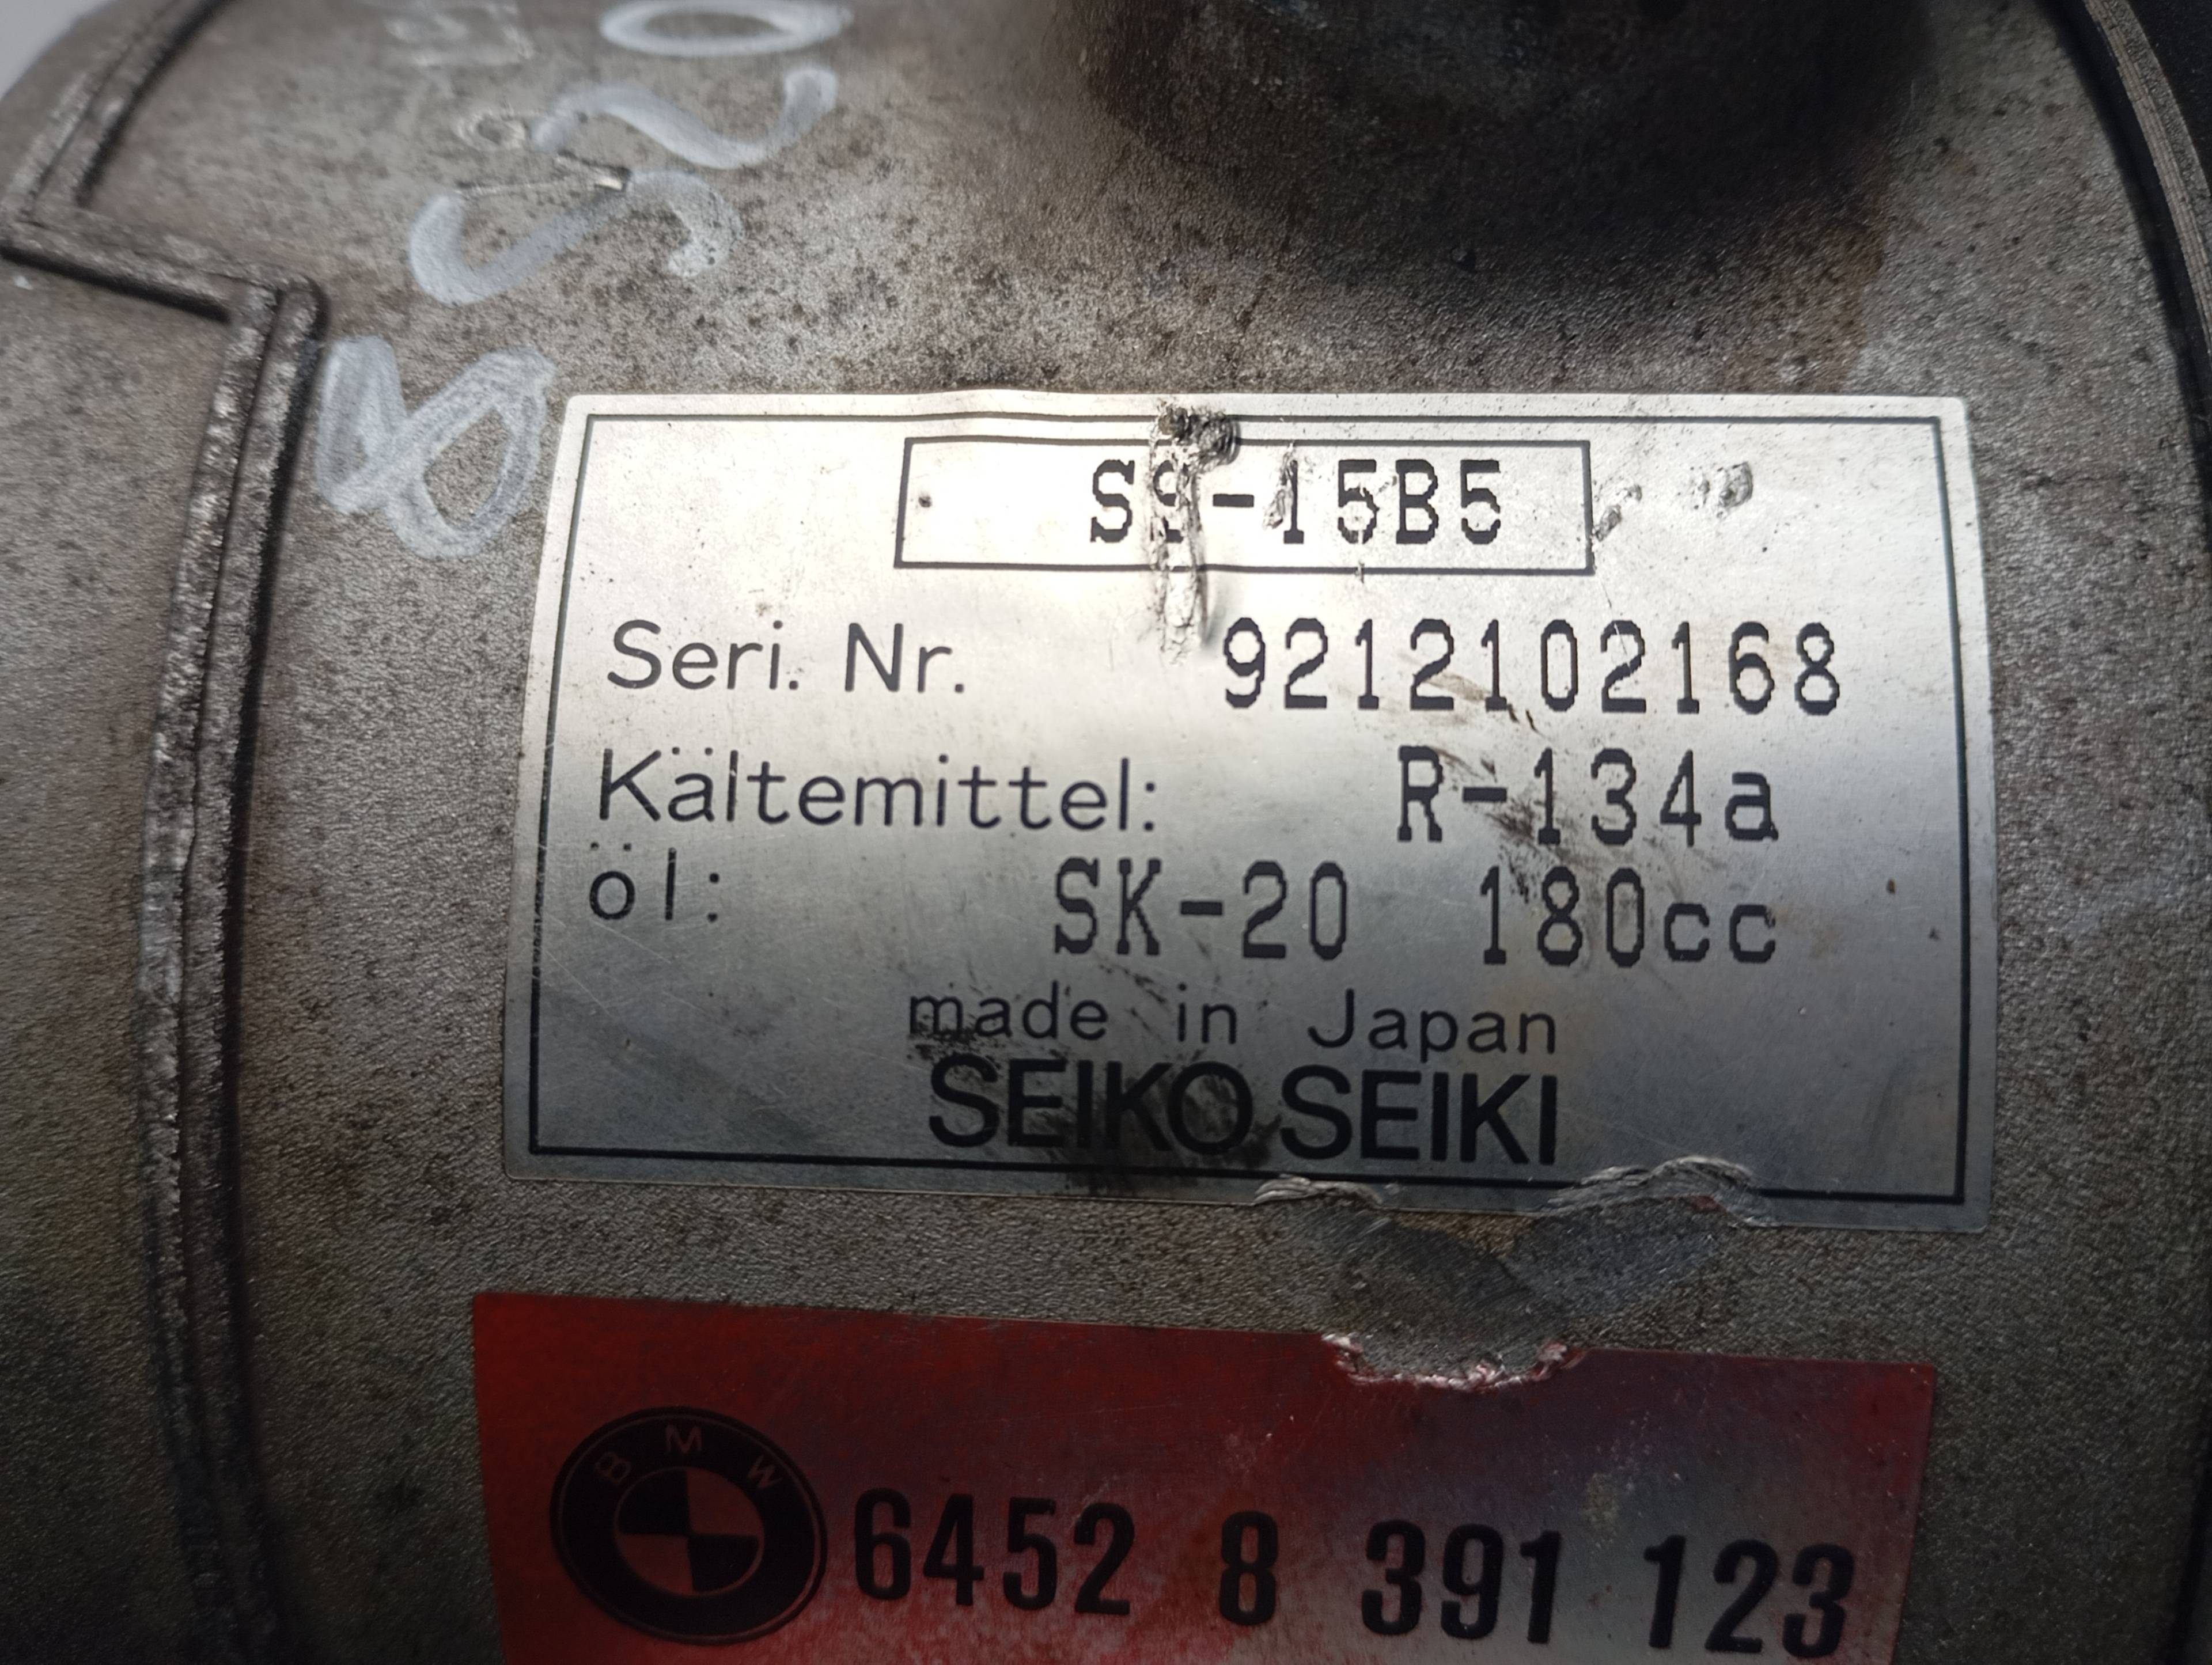 8520
SS-15B5
Seri. Nr. 9212102168
Kältemittel: R-134a
öl: SK-20 180cc
made in Japan
SEIKO SEIKI
BMW
6452 8 391 123